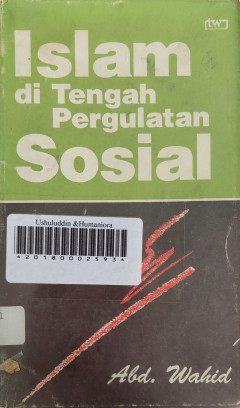 tw
Islam
di Tengah
Pergulatan
Sosial
Ushuluddin &Humaniora
*20180002593*
Abd. Wahid